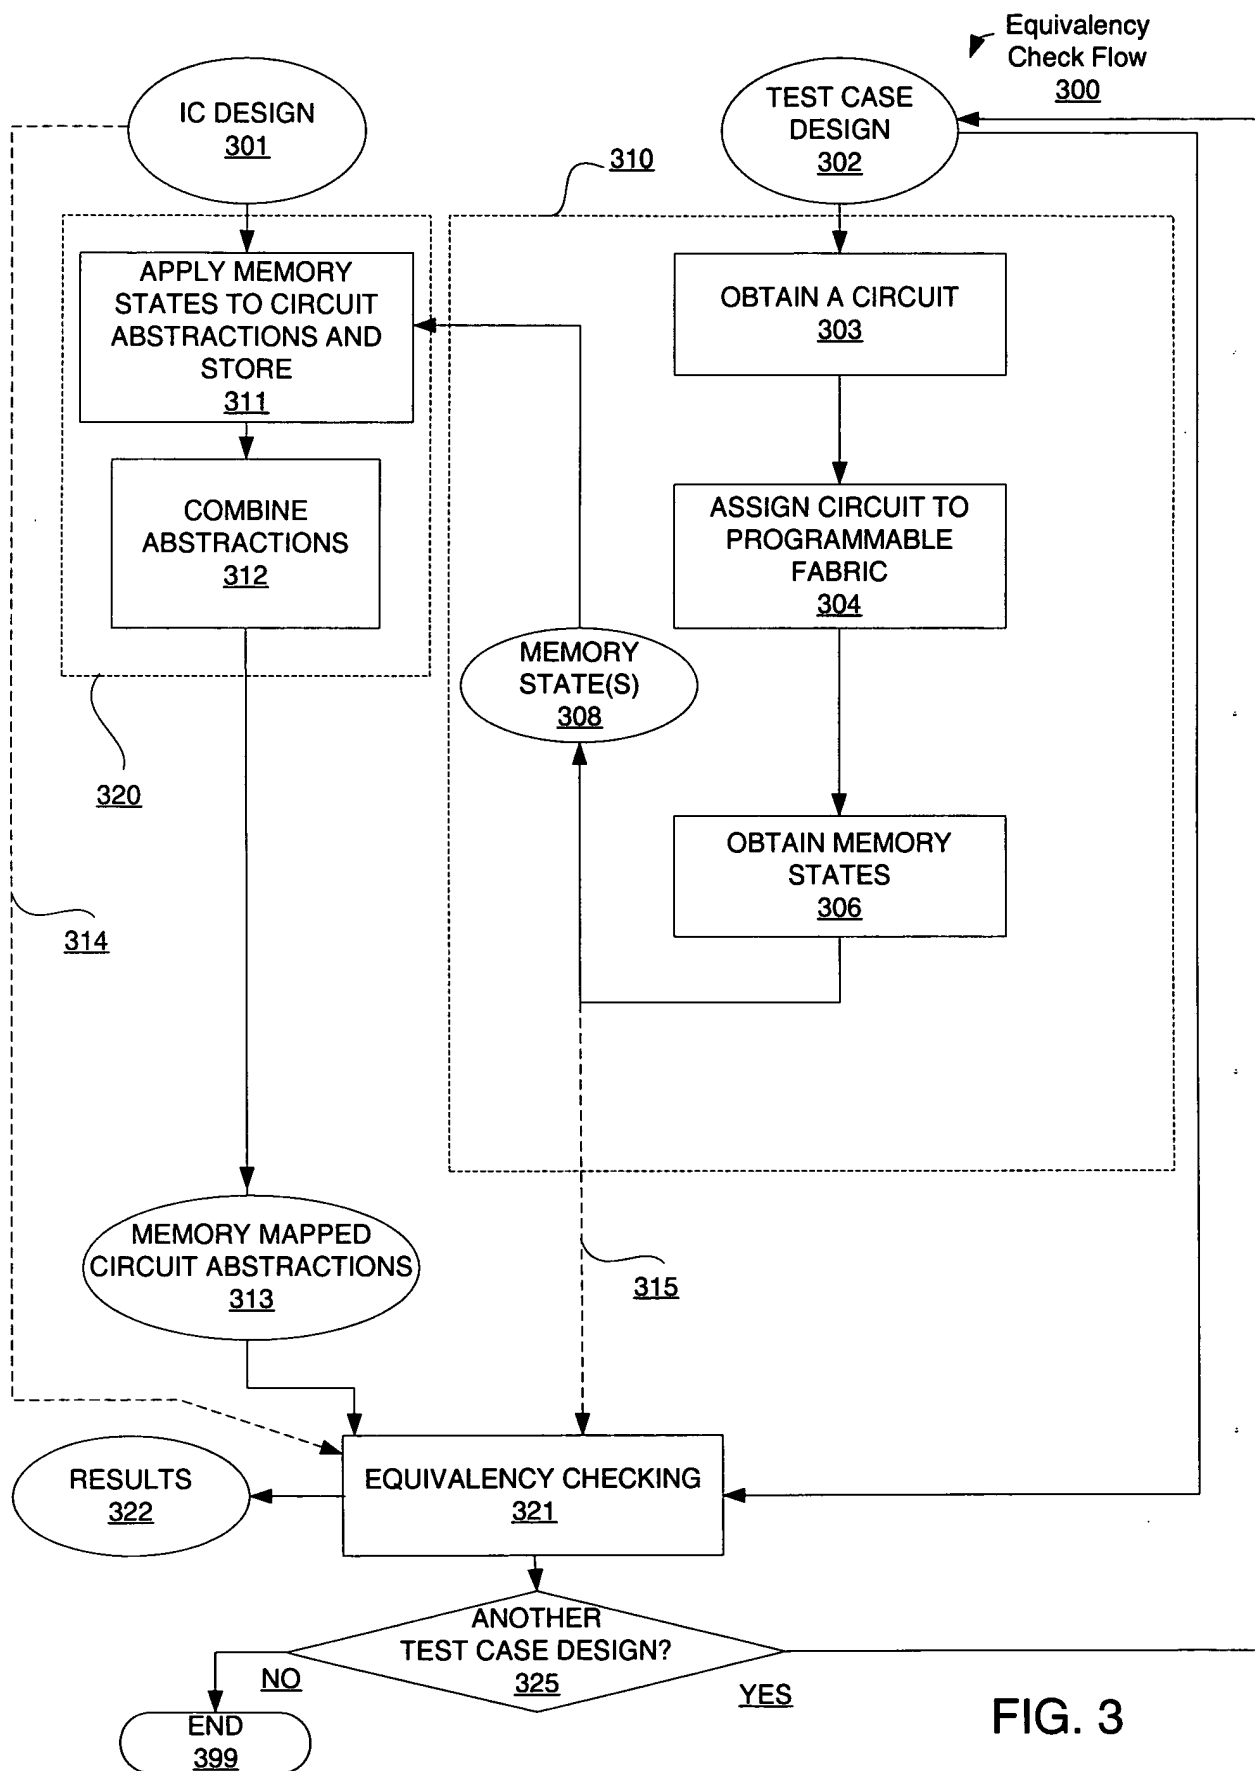 Equivalency
Check Flow
300
IC DESIGN
301
TEST CASE
DESIGN
302
310
APPLY MEMORY
STATES TO CIRCUIT
ABSTRACTIONS AND
STORE
311
OBTAIN A CIRCUIT
303
COMBINE
ABSTRACTIONS
312
ASSIGN CIRCUIT TO
PROGRAMMABLE
FABRIC
304
MEMORY
STATE(S)
308
320
OBTAIN MEMORY
STATES
306
314
MEMORY MAPPED
CIRCUIT ABSTRACTIONS
313
315
RESULTS
322
EQUIVALENCY CHECKING
321
ANOTHER
TEST CASE DESIGN?
325
NO
YES
END
399
FIG. 3